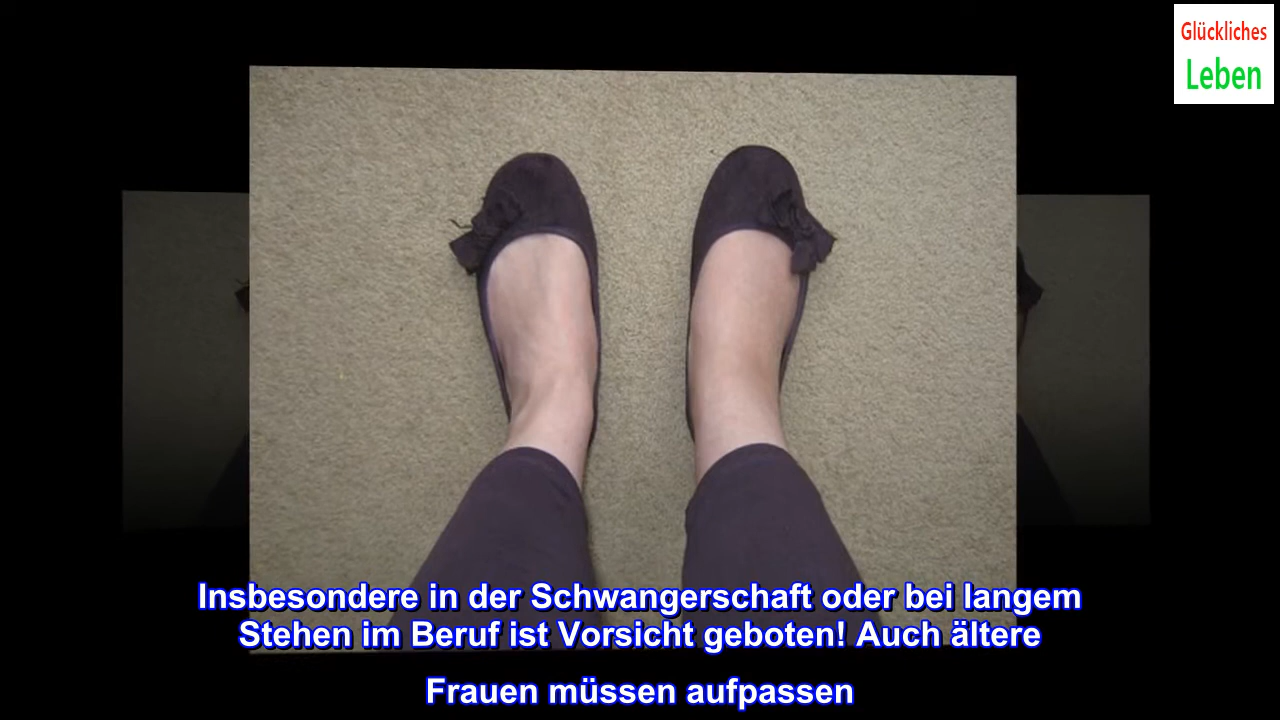 Glückliches
Leben
Insbesondere in der Schwangerschaft oder bei langem
Stehen im Beruf ist Vorsicht geboten! Auch ältere
Frauen müssen aufpassen